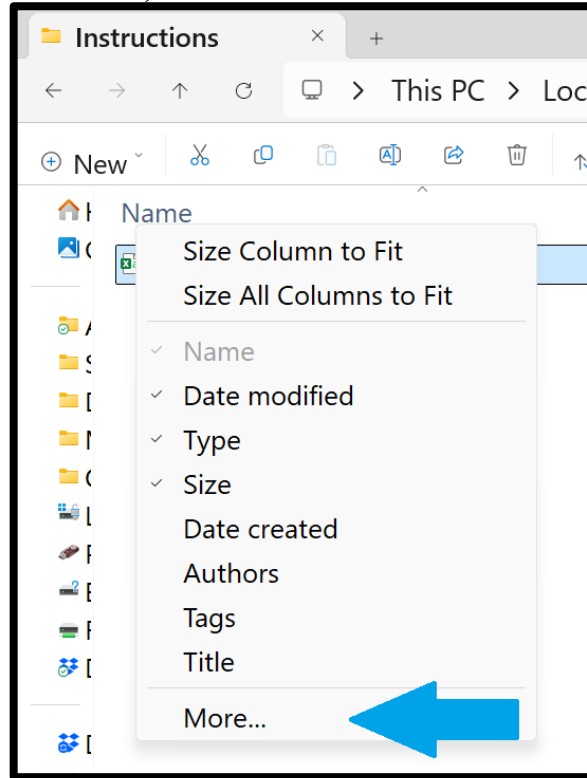 Instructions
This PC > Loc
New
Name
Size Column to Fit
Size All Columns to Fit
Name
Date modified
Type
Size
Date created
Authors
Tags
Title
More...